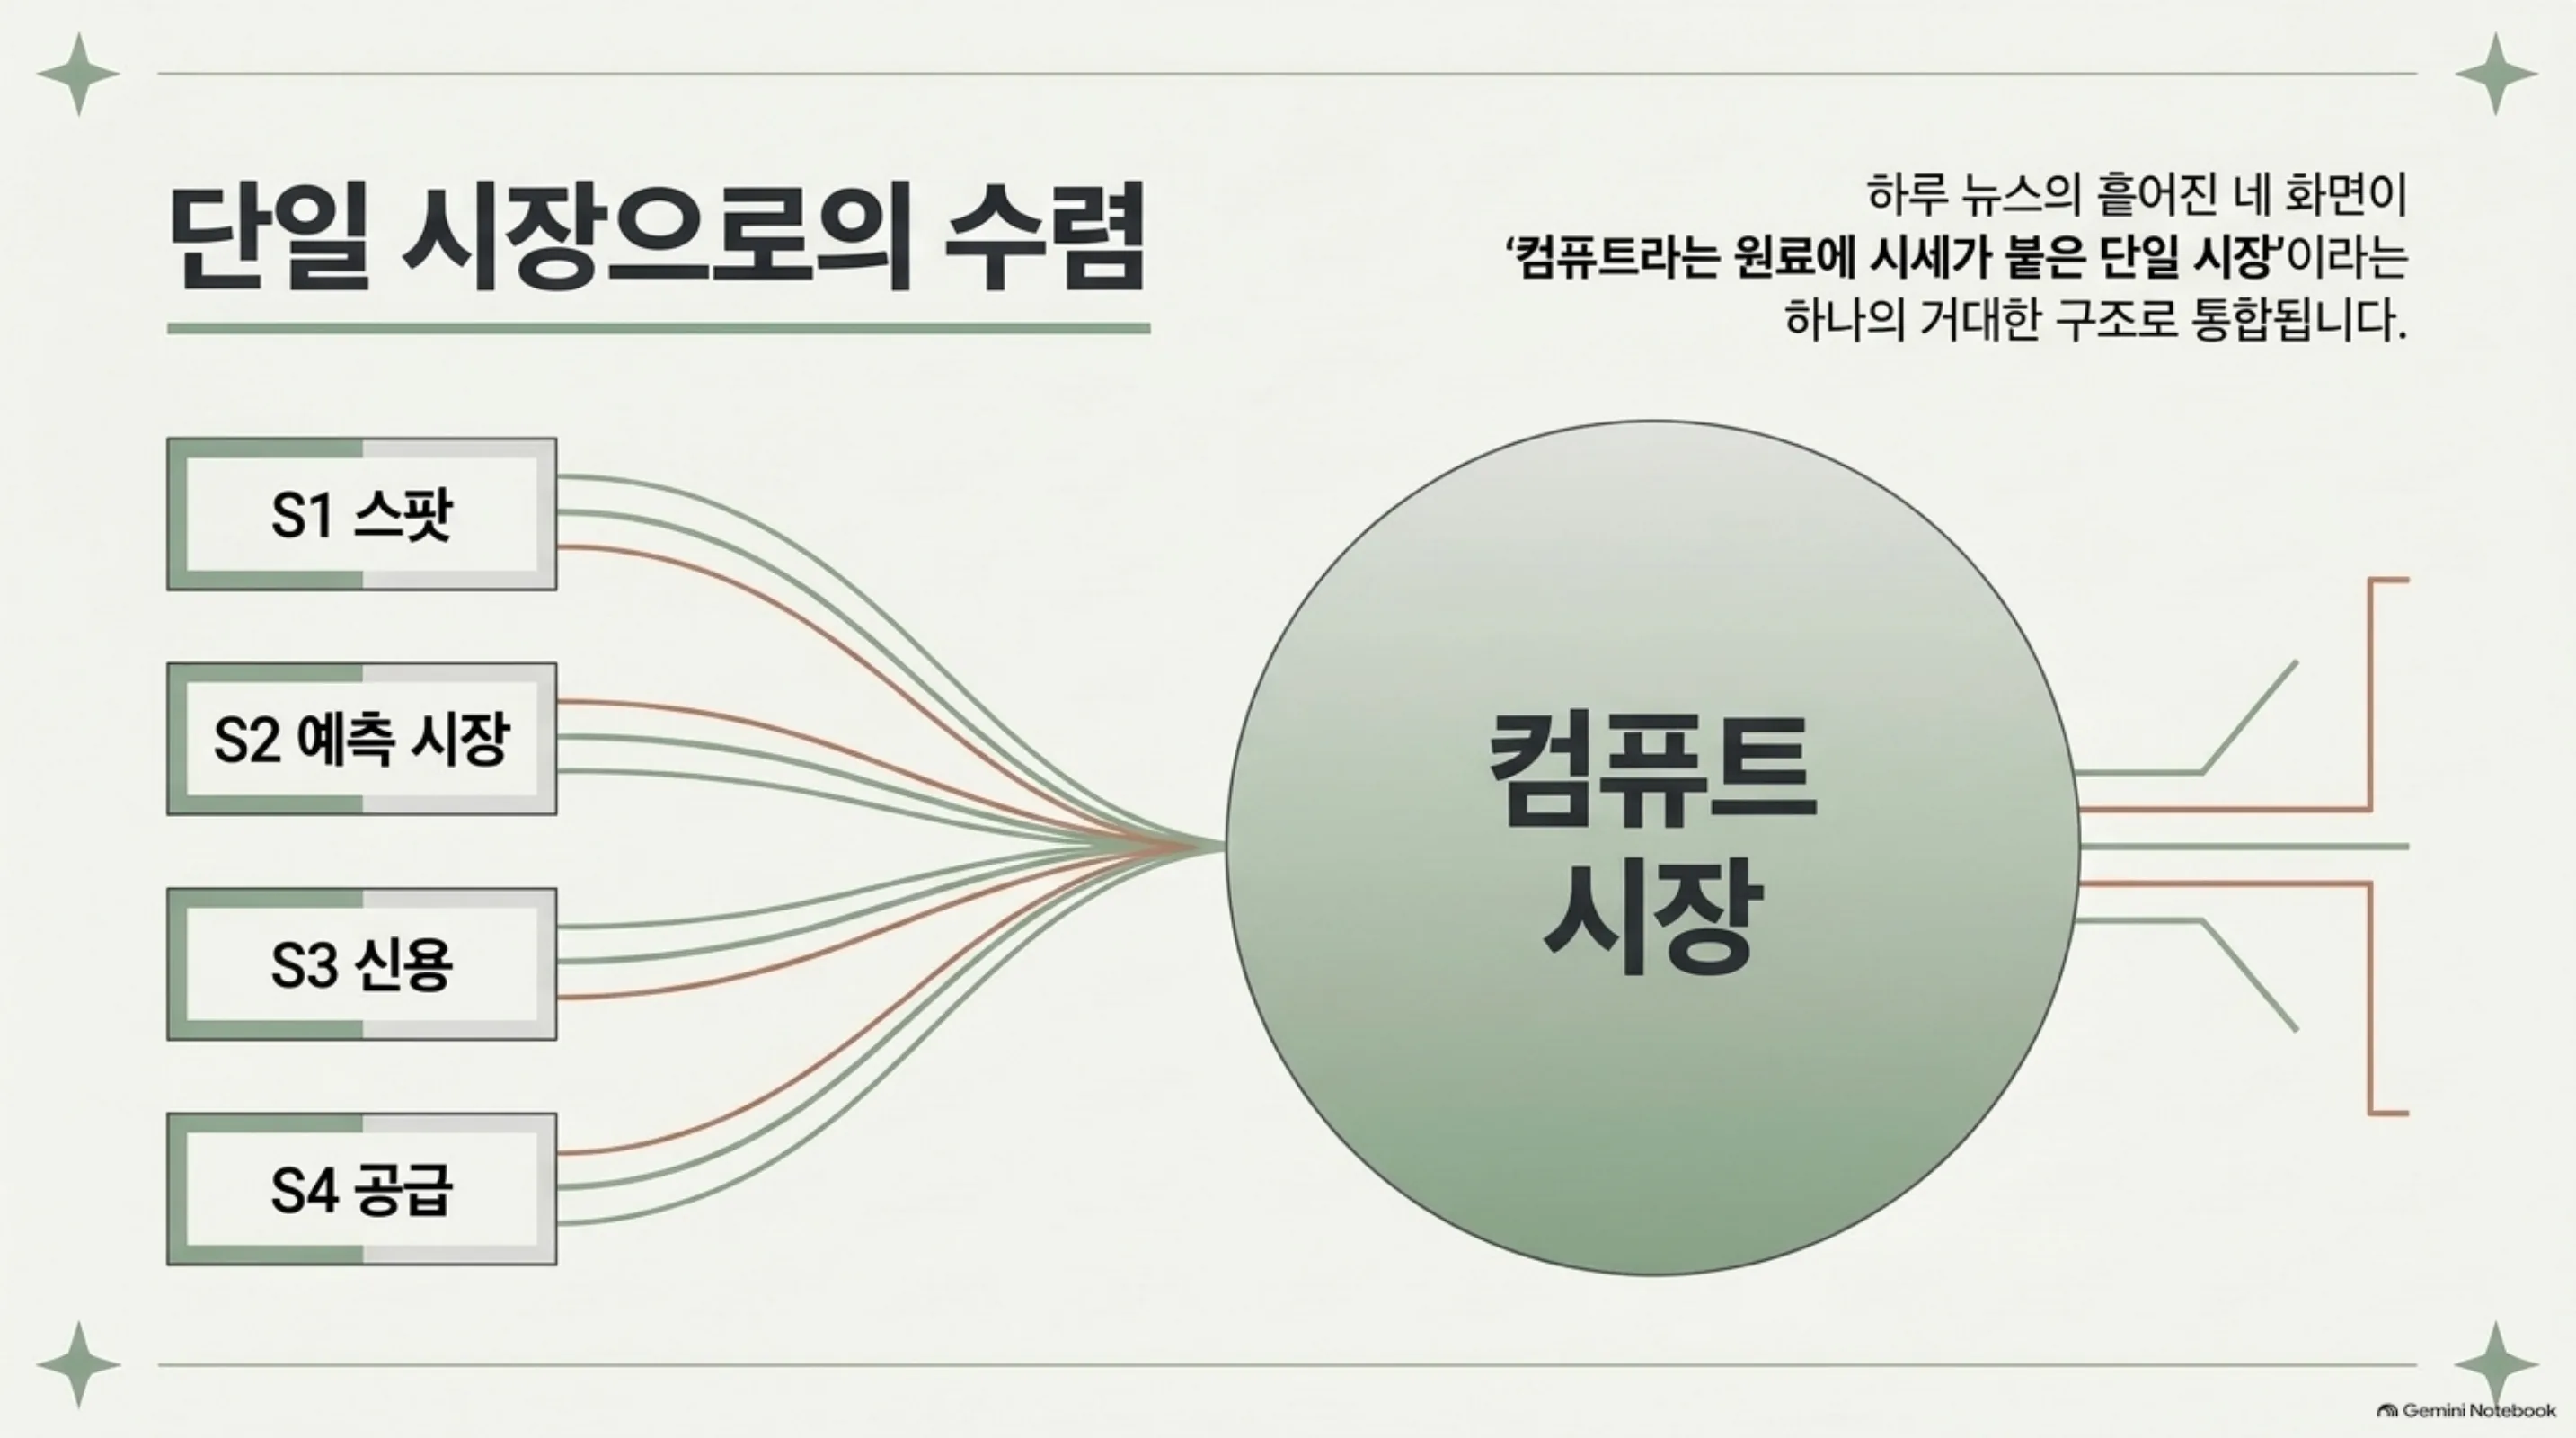 단일 시장으로의 수렴
하루 뉴스의 흩어진 네 화면이
‘컴퓨트라는 원료에 시세가 붙은 단일 시장’이라는
하나의 거대한 구조로 통합됩니다.
S1 스팟
S2 예측 시장
S3 신용
S4 공급
컴퓨트
시장
Gemini Notebook